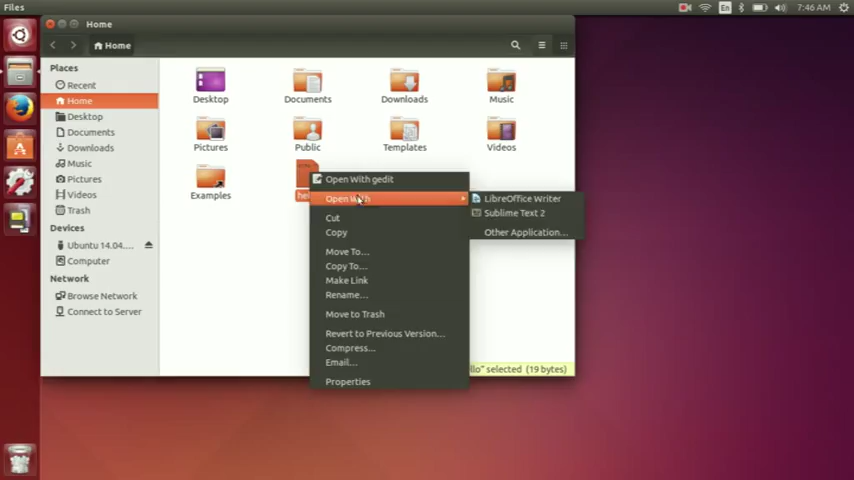 Files
En
7:46 AM
Home
Home
Places
Recent
Home
Desktop
Documents
Downloads
Music
Pictures
Videos
Trash
Devices
Ubuntu 14.04....
Computer
Network
Browse Network
Connect to Server
Desktop
Documents
Downloads
Music
Pictures
Public
Templates
Videos
Examples
Open With gedit
Open With
Cut
Copy
Move To...
Copy To...
Make Link
Rename...
Move to Trash
Revert to Previous Version...
Compress...
Email...
Properties
LibreOffice Writer
Sublime Text 2
Other Application...
llo" selected (19 bytes)